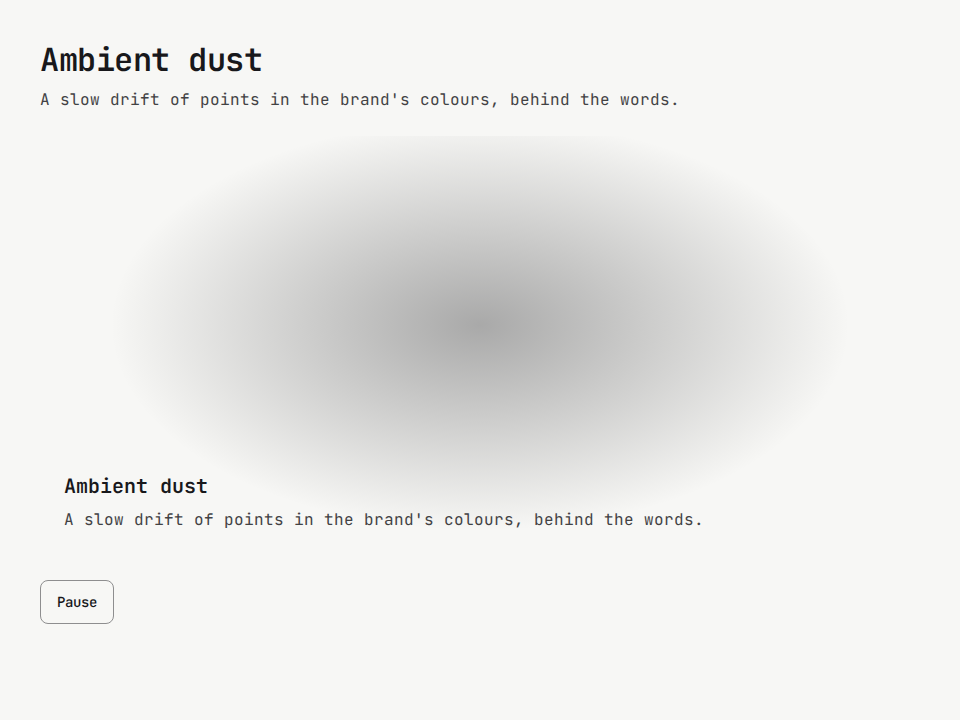 Ambient dust
A slow drift of points in the brand's colours, behind the words.
Ambient dust
A slow drift of points in the brand's colours, behind the words.
Pause